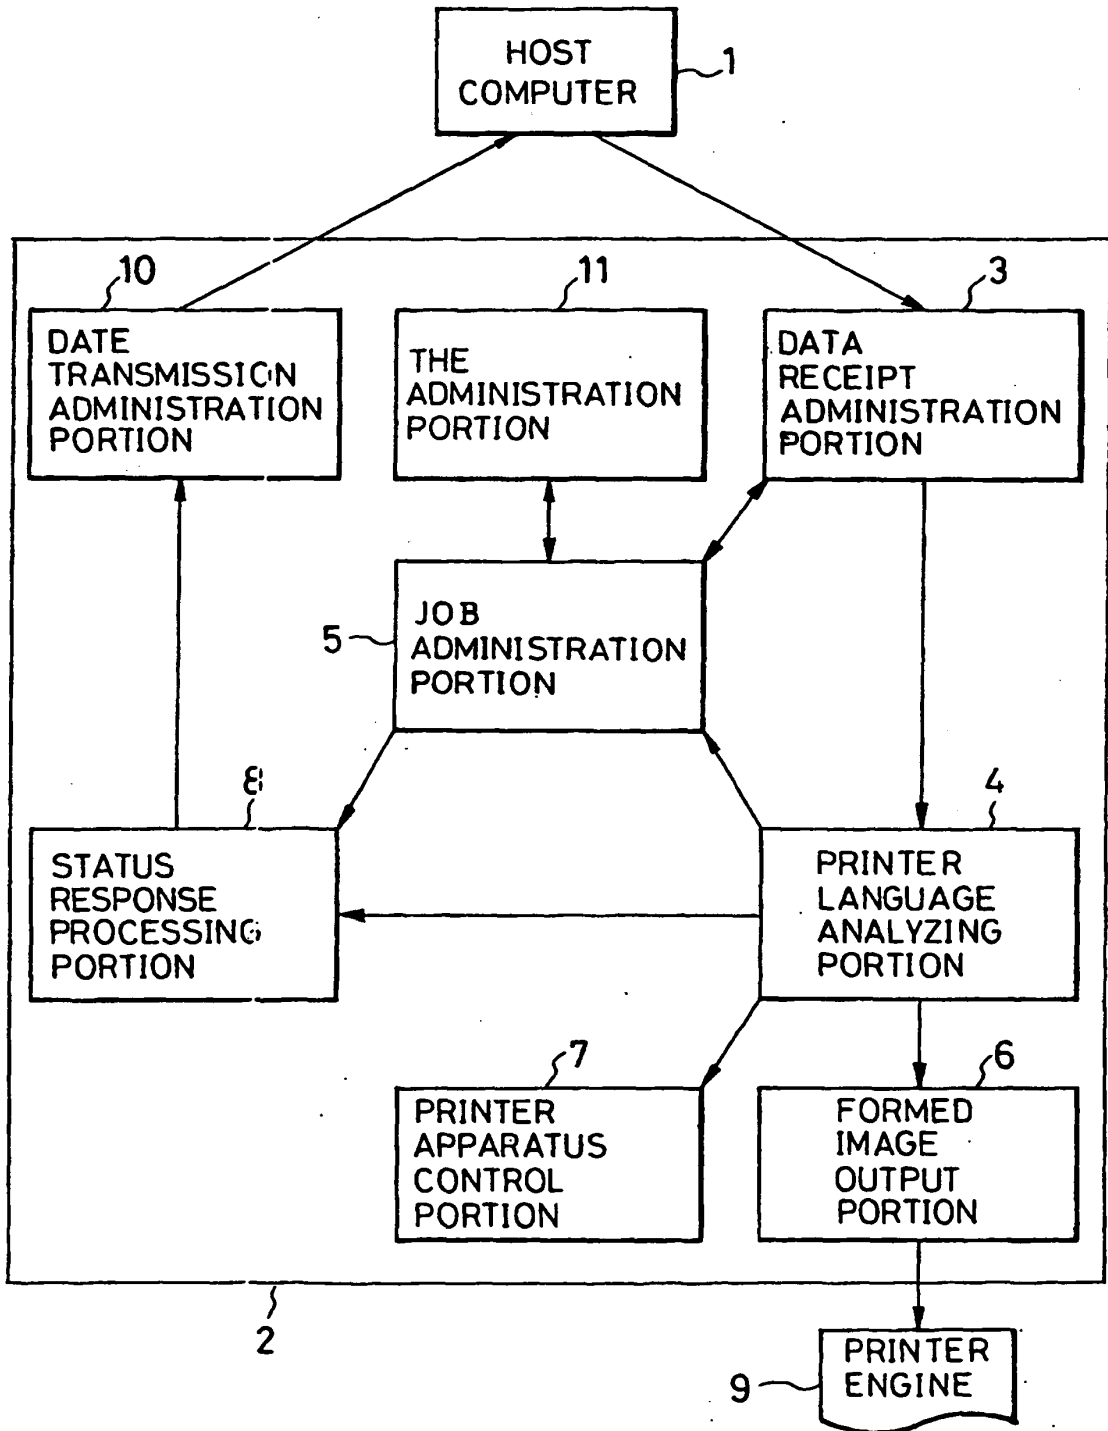 HOST
COMPUTER
1
10
11
3
DATE
TRANSMISSION
ADMINISTRATION
PORTION
THE
ADMINISTRATION
PORTION
DATA
RECEIPT
ADMINISTRATION
PORTION
5
JOB
ADMINISTRATION
PORTION
8
4
STATUS
RESPONSE
PROCESSING
PORTION
PRINTER
LANGUAGE
ANALYZING
PORTION
7
6
PRINTER
APPARATUS
CONTROL
PORTION
FORMED
IMAGE
OUTPUT
PORTION
2
9
PRINTER
ENGINE